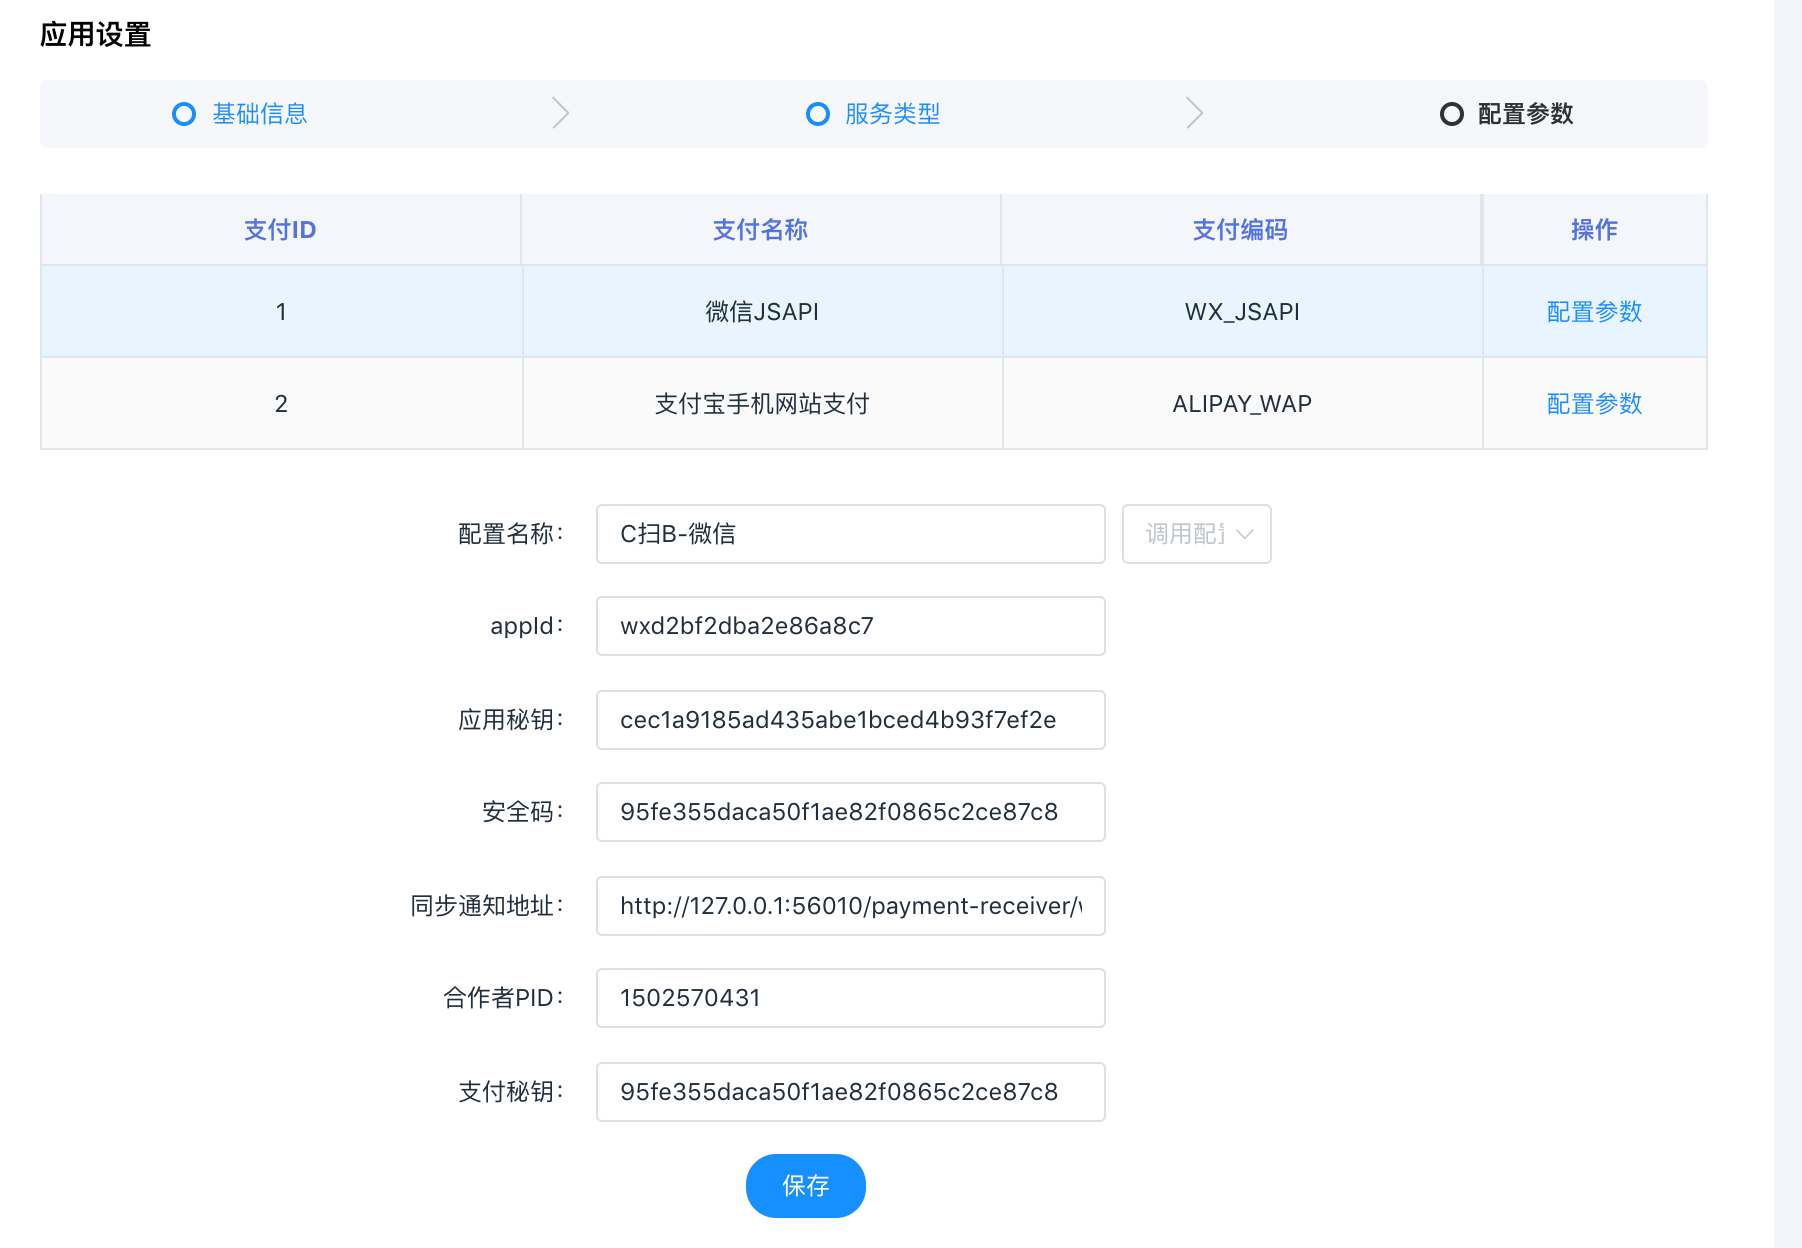 应用设置
基础信息 服务类型 配置参数
支付ID 支付名称 支付编码 操作
1 微信JSAPI WX_JSAPI 配置参数
2 支付宝手机网站支付 ALIPAY_WAP 配置参数
配置名称： C扫B-微信 调用配
appId： wxd2bf2dba2e86a8c7
应用秘钥： cec1a9185ad435abe1bced4b93f7ef2e
安全码： 95fe355daca50f1ae82f0865c2ce87c8
同步通知地址： http://127.0.0.1:56010/payment-receiver/
合作者PID： 1502570431
支付秘钥： 95fe355daca50f1ae82f0865c2ce87c8
保存